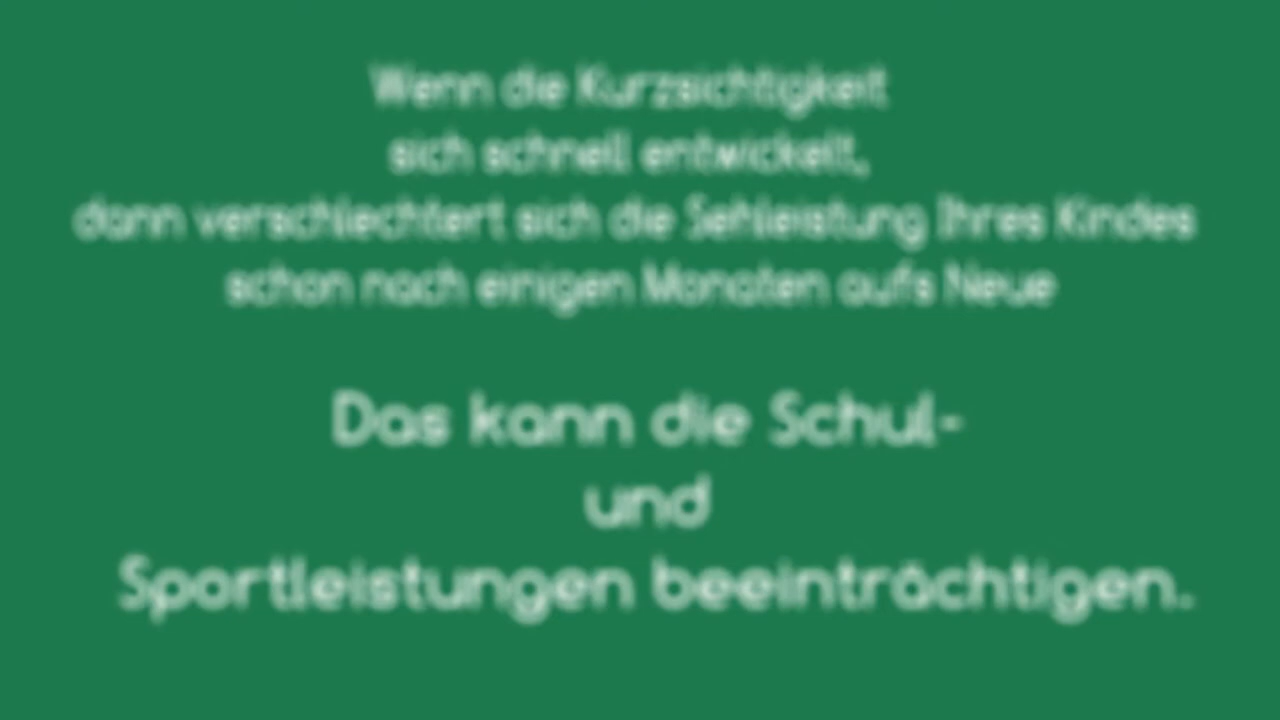 Wenn die Kurzsichtigkeit
sich schnell entwickelt,
dann verschlechtert sich die Sehleistung Ihres Kindes
schon nach einigen Monaten aufs Neue
Das kann die Schul-
und
Sportleistungen beeinträchtigen.